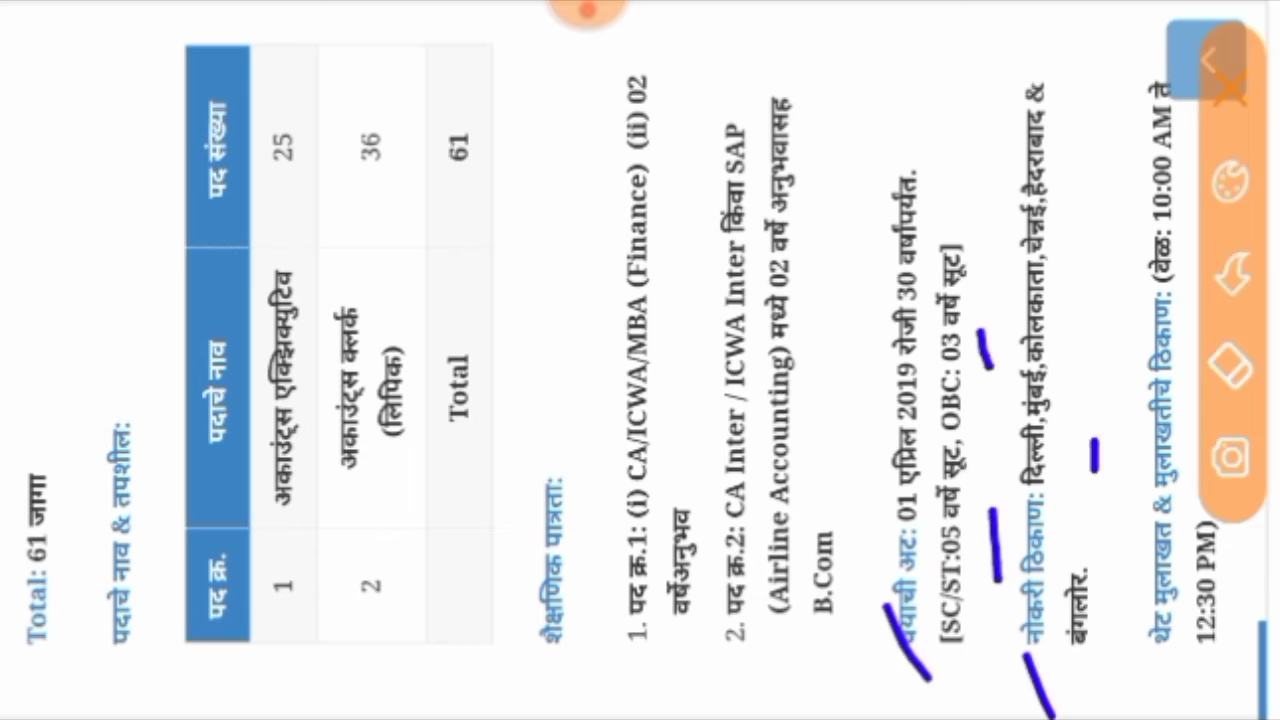 Total: 61 जागा
पदाचे नाव & तपशील:
पद क्र. पदाचे नाव पद संख्या
1 अकाउंट्स एक्झिक्युटिव 25
2 अकाउंट्स क्लर्क (लिपिक) 36
Total 61
शैक्षणिक पात्रता:
1. पद क्र.1: (i) CA/ICWA/MBA (Finance) (ii) 02
वर्षेअनुभव
2. पद क्र.2: CA Inter / ICWA Inter किंवा SAP
(Airline Accounting) मध्ये 02 वर्षे अनुभवासह
B.Com
वयाची अट: 01 एप्रिल 2019 रोजी 30 वर्षापर्यंत.
[SC/ST:05 वर्षे सूट, OBC: 03 वर्षे सूट]
नोकरी ठिकाण: दिल्ली,मुंबई,कोलकाता,चेन्नई,हैदराबाद &
बंगलोर.
थेट मुलाखत & मुलाखतीचे ठिकाण: (वेळ: 10:00 AM ते
12:30 PM)